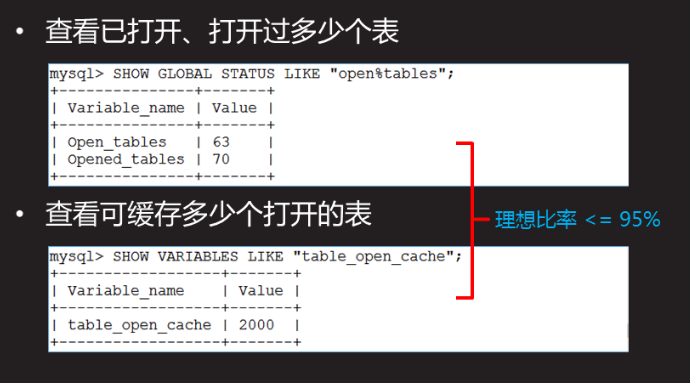 • 查看已打开、打开过多少个表
mysql> SHOW GLOBAL STATUS LIKE "open%tables";
+---------------+-------+
| Variable_name | Value |
+---------------+-------+
| Open_tables   | 63    |
| Opened_tables | 70    |
+---------------+-------+
• 查看可缓存多少个打开的表
理想比率 <= 95%
mysql> SHOW VARIABLES LIKE "table_open_cache";
+------------------+-------+
| Variable_name    | Value |
+------------------+-------+
| table_open_cache | 2000  |
+------------------+-------+